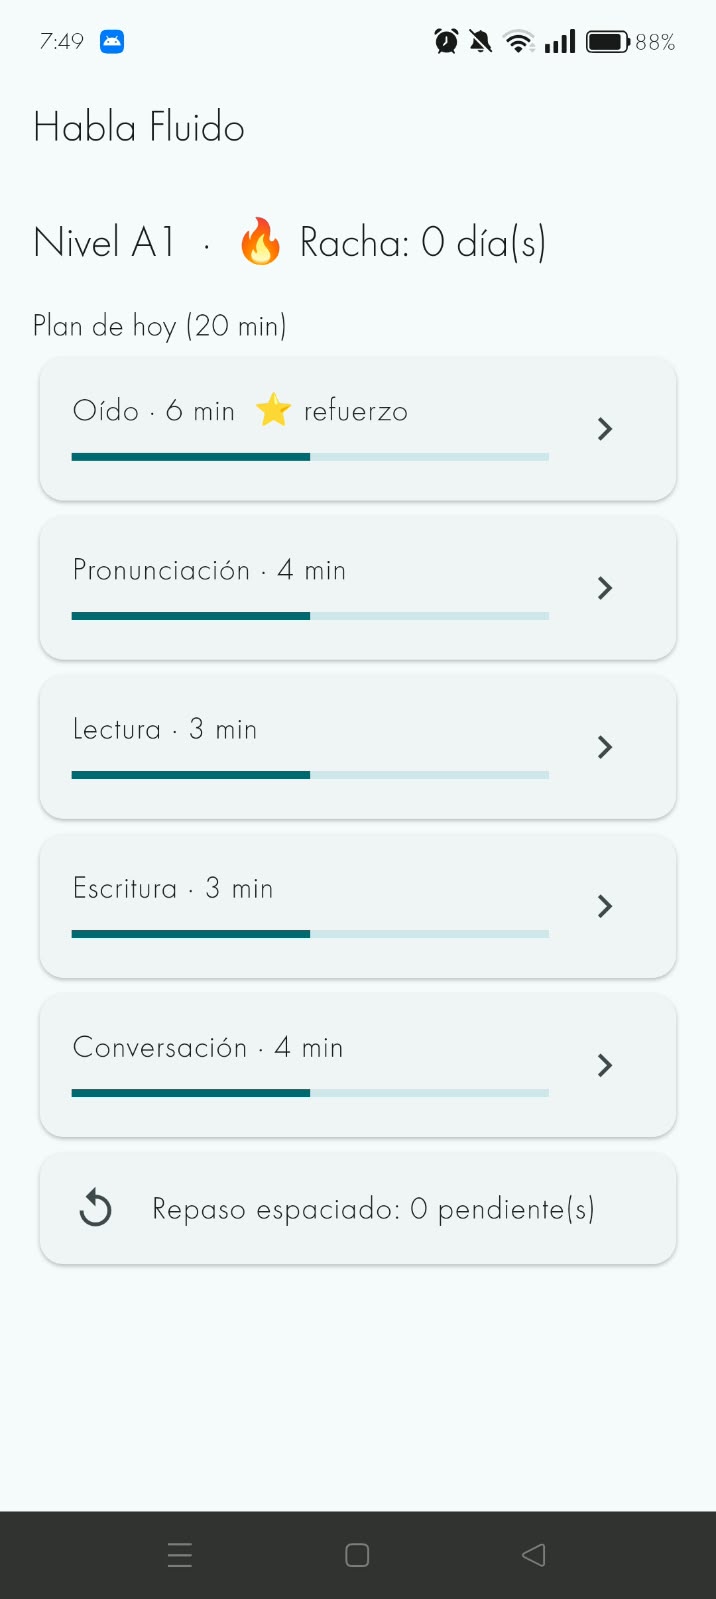 7:49 88%
Habla Fluido
Nivel A1 · 🔥 Racha: 0 día(s)
Plan de hoy (20 min)
Oído · 6 min ⭐ refuerzo
Pronunciación · 4 min
Lectura · 3 min
Escritura · 3 min
Conversación · 4 min
Repaso espaciado: 0 pendiente(s)